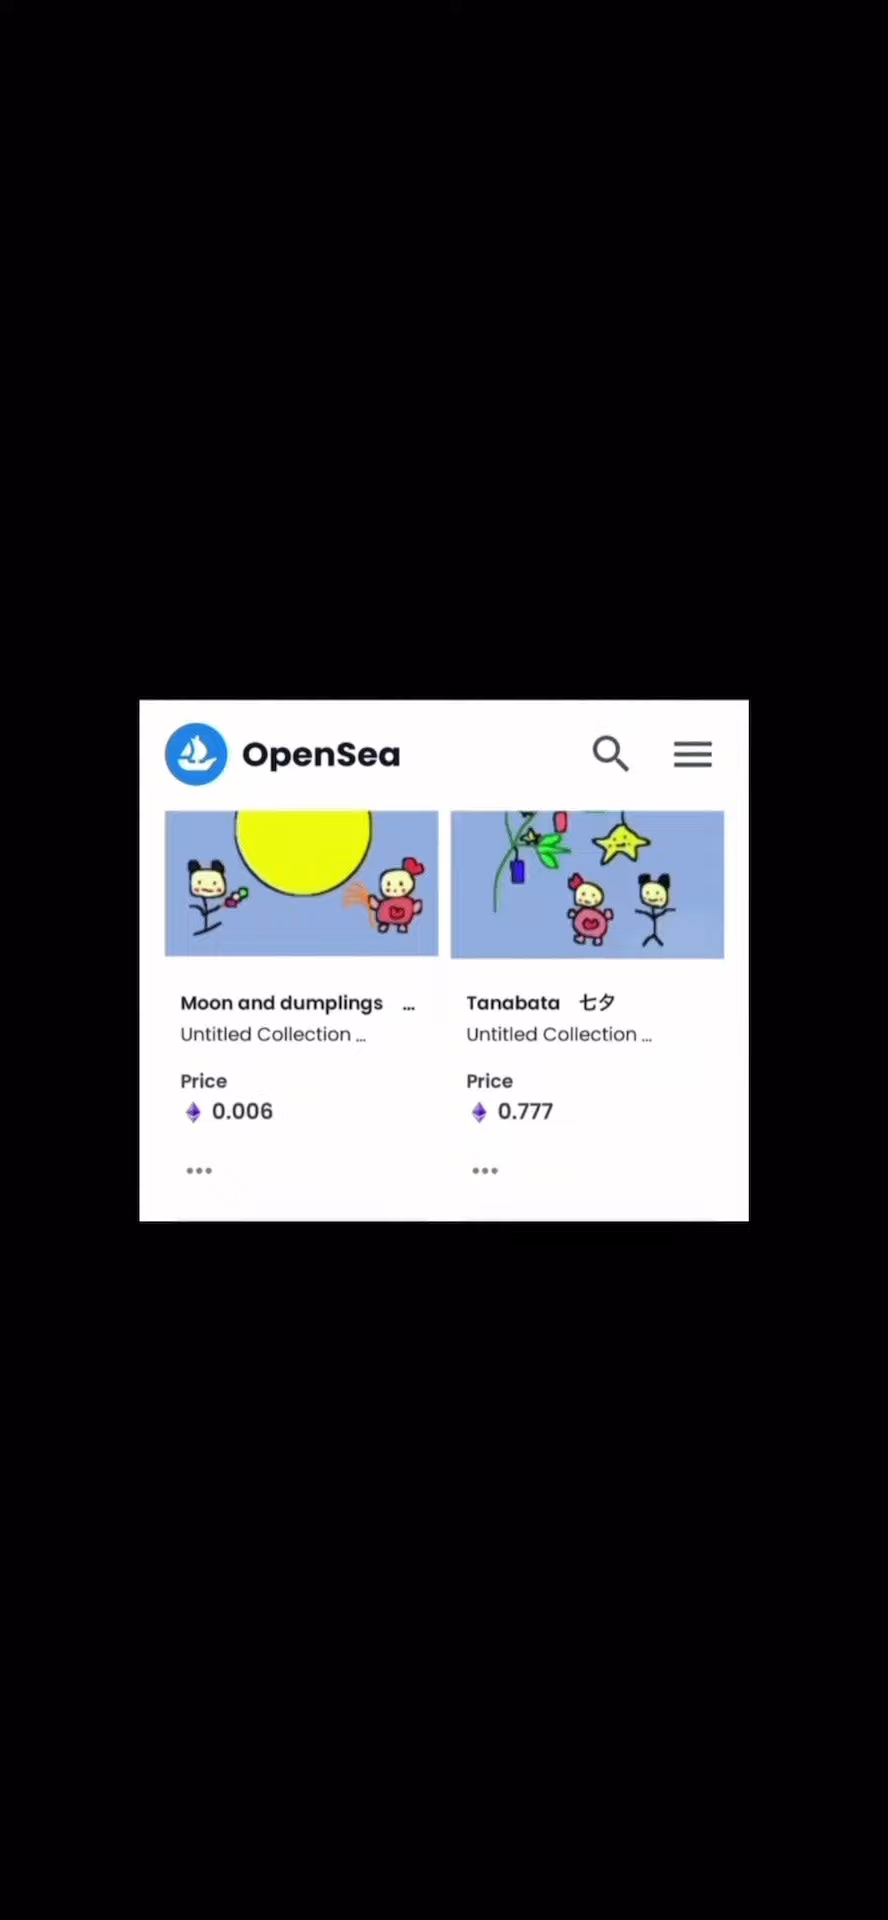 OpenSea
Moon and dumplings ...
Untitled Collection ...
Price
0.006
•••
Tanabata 七夕
Untitled Collection ...
Price
0.777
•••